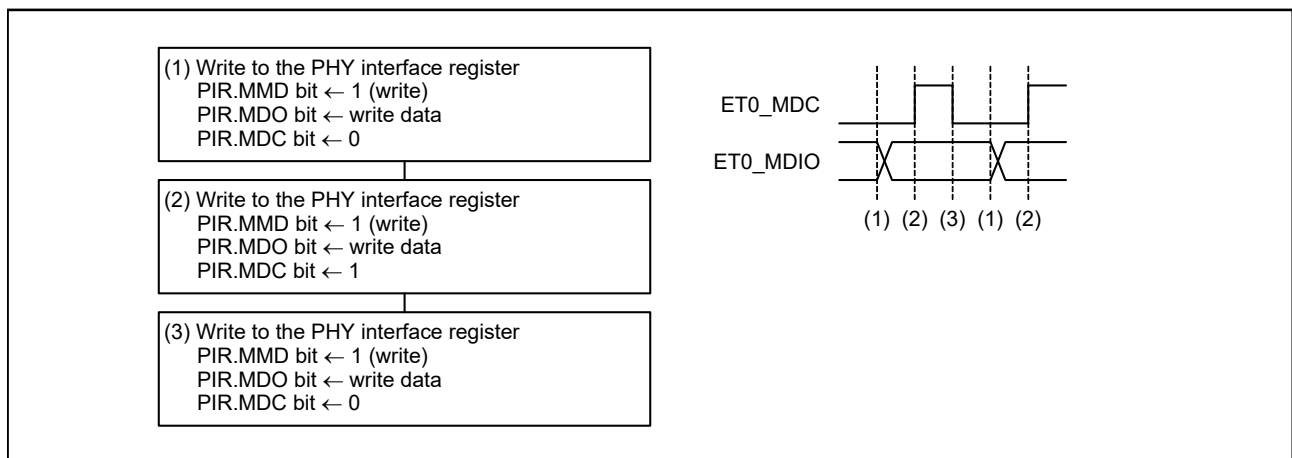 (1) Write to the PHY interface register
PIR.MMD bit ← 1 (write)
PIR.MDO bit ← write data
PIR.MDC bit ← 0
(2) Write to the PHY interface register
PIR.MMD bit ← 1 (write)
PIR.MDO bit ← write data
PIR.MDC bit ← 1
(3) Write to the PHY interface register
PIR.MMD bit ← 1 (write)
PIR.MDO bit ← write data
PIR.MDC bit ← 0
ET0_MDC
ET0_MDIO
(1) (2) (3) (1) (2)